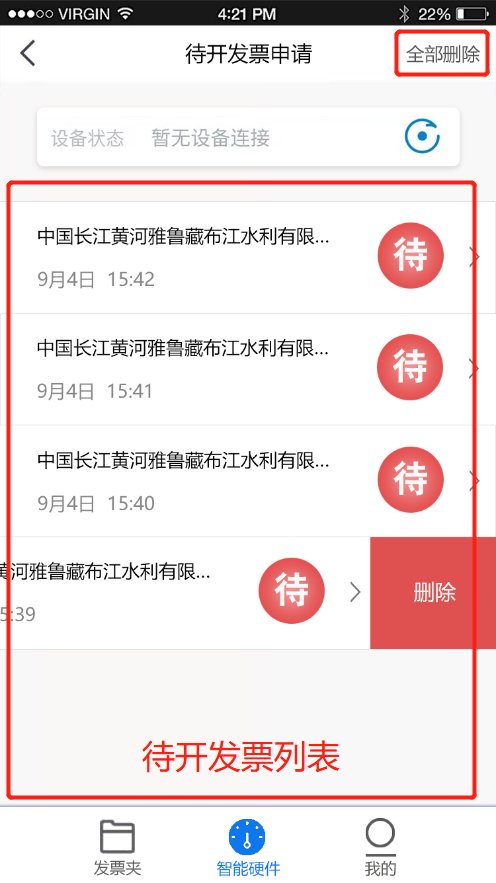 VIRGIN 4:21 PM 22%
待开发票申请 全部删除
设备状态 暂无设备连接
中国长江黄河雅鲁藏布江水利有限...
待
9月4日 15:42
中国长江黄河雅鲁藏布江水利有限...
待
9月4日 15:41
中国长江黄河雅鲁藏布江水利有限...
待
9月4日 15:40
黄河雅鲁藏布江水利有限...
待
删除
5:39
待开发票列表
发票夹 智能硬件 我的